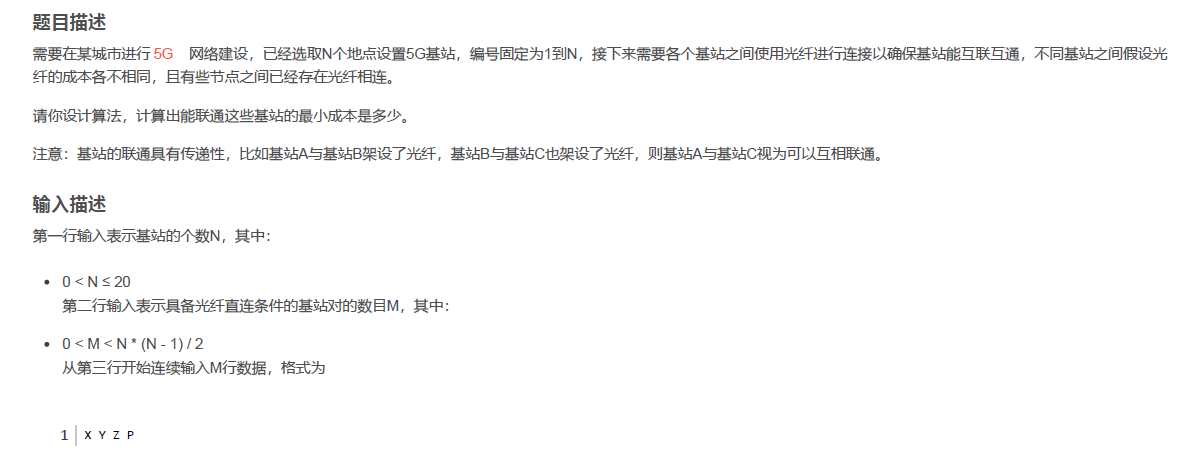 题目描述
需要在某城市进行 5G 网络建设，已经选取N个地点设置5G基站，编号固定为1到N，接下来需要各个基站之间使用光纤进行连接以确保基站能互联互通，不同基站之间假设光
纤的成本各不相同，且有些节点之间已经存在光纤相连。
请你设计算法，计算出能联通这些基站的最小成本是多少。
注意：基站的联通具有传递性，比如基站A与基站B架设了光纤，基站B与基站C也架设了光纤，则基站A与基站C视为可以互相联通。
输入描述
第一行输入表示基站的个数N，其中：
• 0 < N ≤ 20
第二行输入表示具备光纤直连条件的基站对的数目M，其中：
• 0 < M < N * (N - 1) / 2
从第三行开始连续输入M行数据，格式为
1 X Y Z P